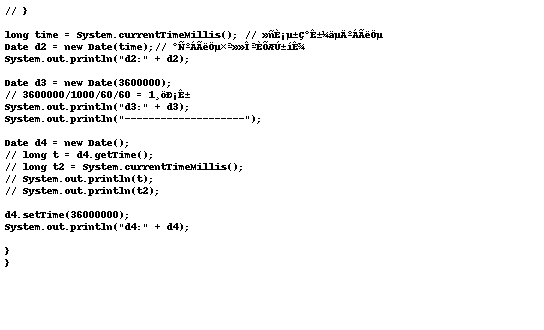 // }
long time = System.currentTimeMillis(); // »ñÈ¡µ±Ç°Ê±¼äµÄºÁÃëÖµ
Date d2 = new Date(time);// °ÑºÁÃëÖµ×ª»»ÎªÈÕÆÚ±íÊ¾
System.out.println("d2:" + d2);
Date d3 = new Date(3600000);
// 3600000/1000/60/60 = 1¸öÐ¡Ê±
System.out.println("d3:" + d3);
System.out.println("--------------------");
Date d4 = new Date();
// long t = d4.getTime();
// long t2 = System.currentTimeMillis();
// System.out.println(t);
// System.out.println(t2);
d4.setTime(36000000);
System.out.println("d4:" + d4);
}
}